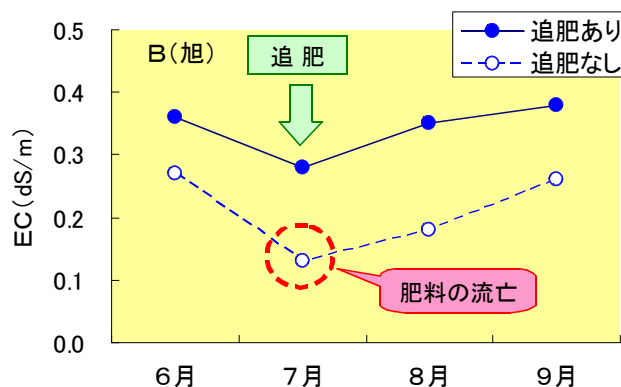 0.5
0.4
0.3
0.2
0.1
0.0
EC(dS/m)
B(旭)
追 肥
追肥あり
追肥なし
肥料の流亡
6月 7月 8月 9月